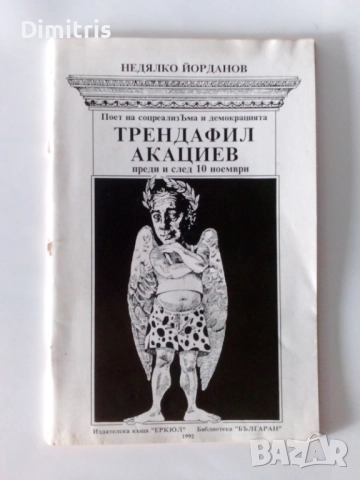 Dimitris
НЕДЯЛКО ЙОРДАНОВ
Поет на соцреализЪма и демокрацията
ТРЕНДАФИЛ
АКАЦИЕВ
преди и след 10 ноември
Издателска къща "ЕРКЮЛ" Библиотека "БЪЛГАРАН"
1992
BAZAR